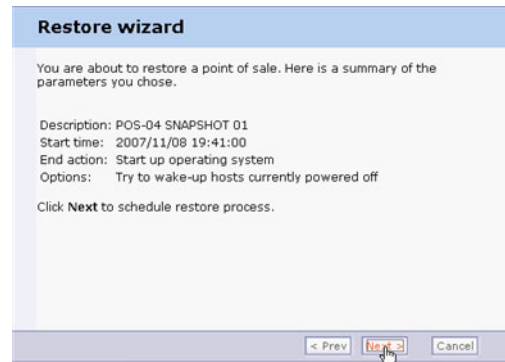 Restore wizard
You are about to restore a point of sale. Here is a summary of the
parameters you chose.
Description: POS-04 SNAPSHOT 01
Start time: 2007/11/08 19:41:00
End action: Start up operating system
Options: Try to wake-up hosts currently powered off
Click Next to schedule restore process.
< Prev Next > Cancel